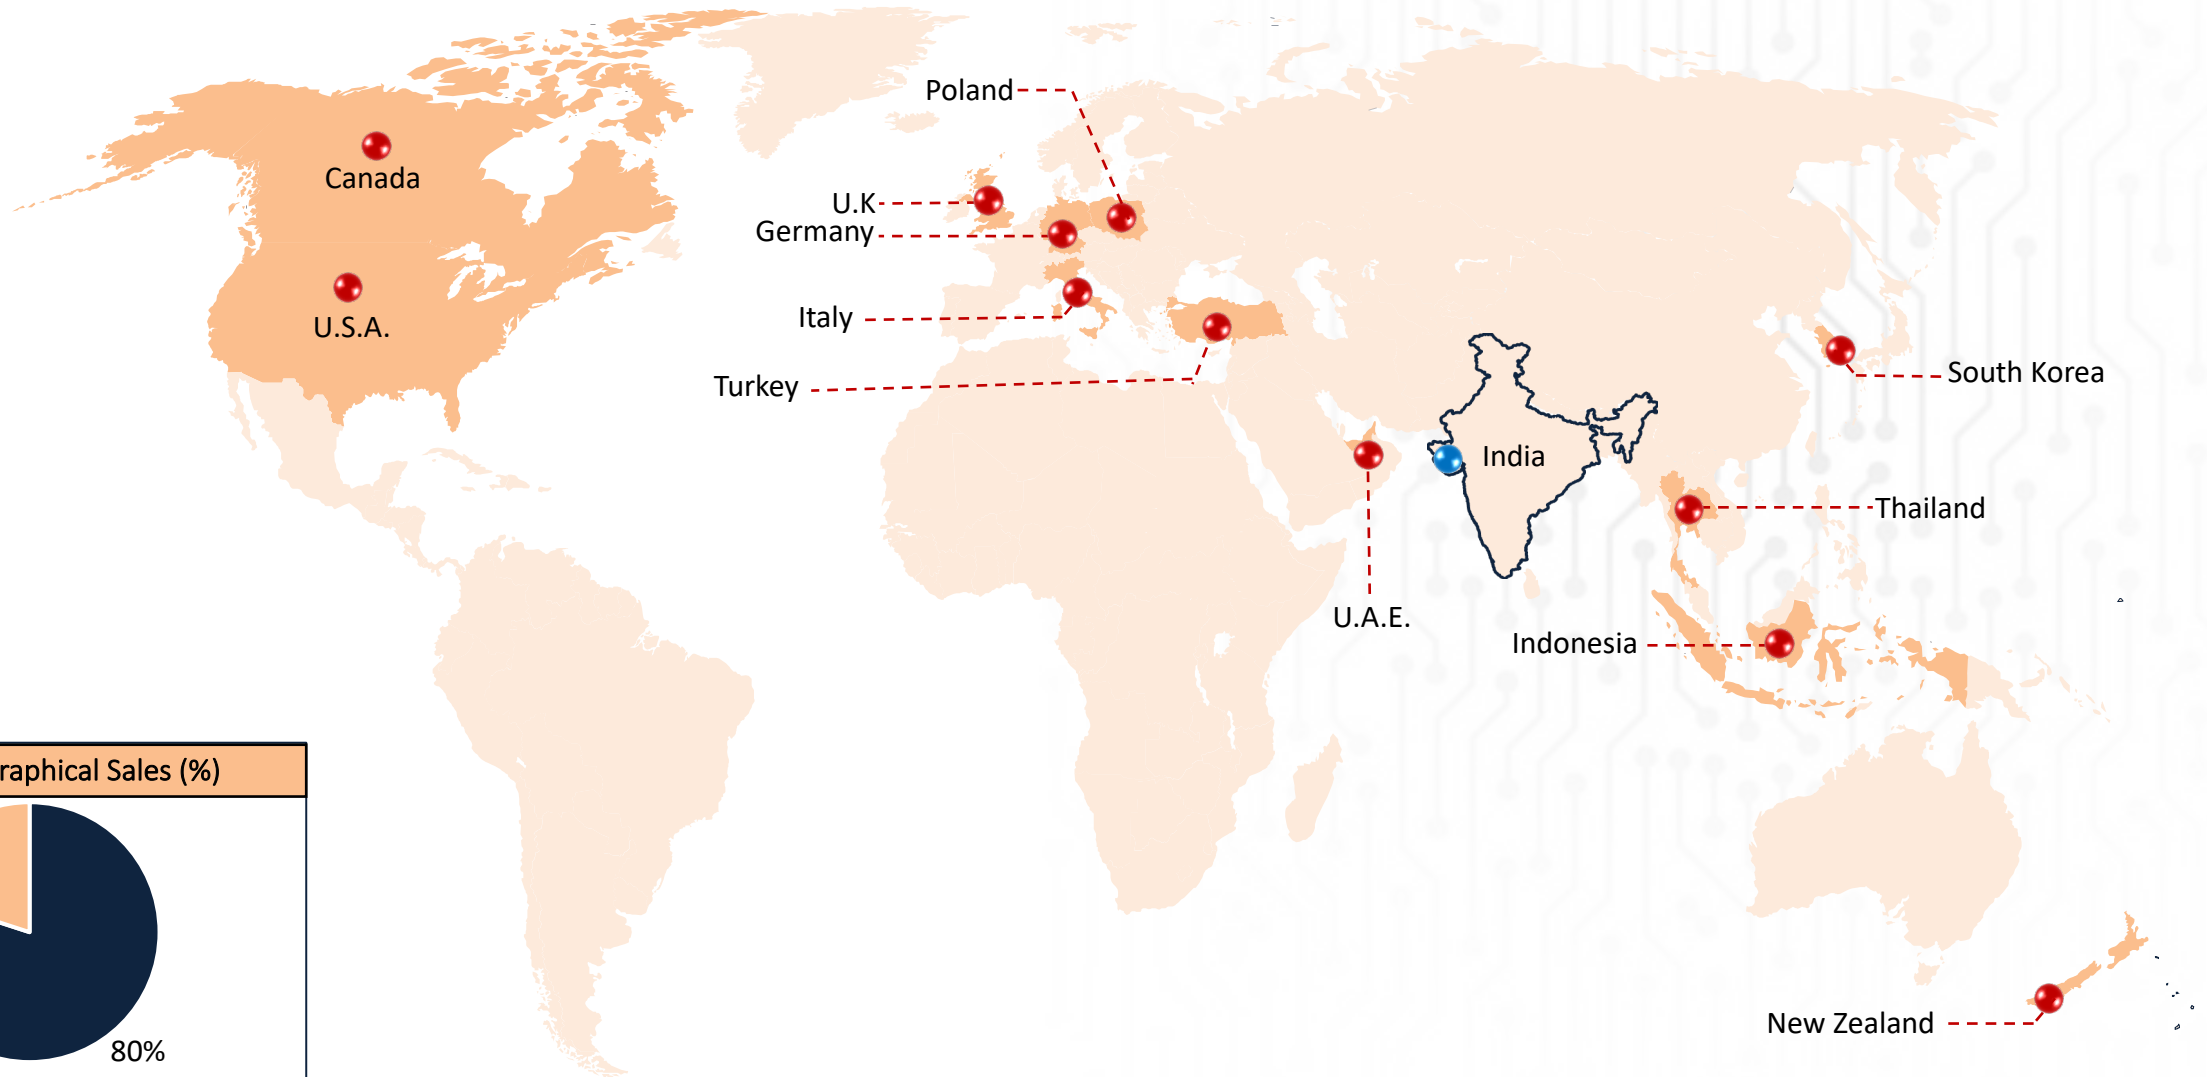 Poland
Canada
U.K
Germany
U.S.A.
Italy
Turkey
South Korea
India
Thailand
U.A.E.
Indonesia
raphical Sales (%)
80%
New Zealand